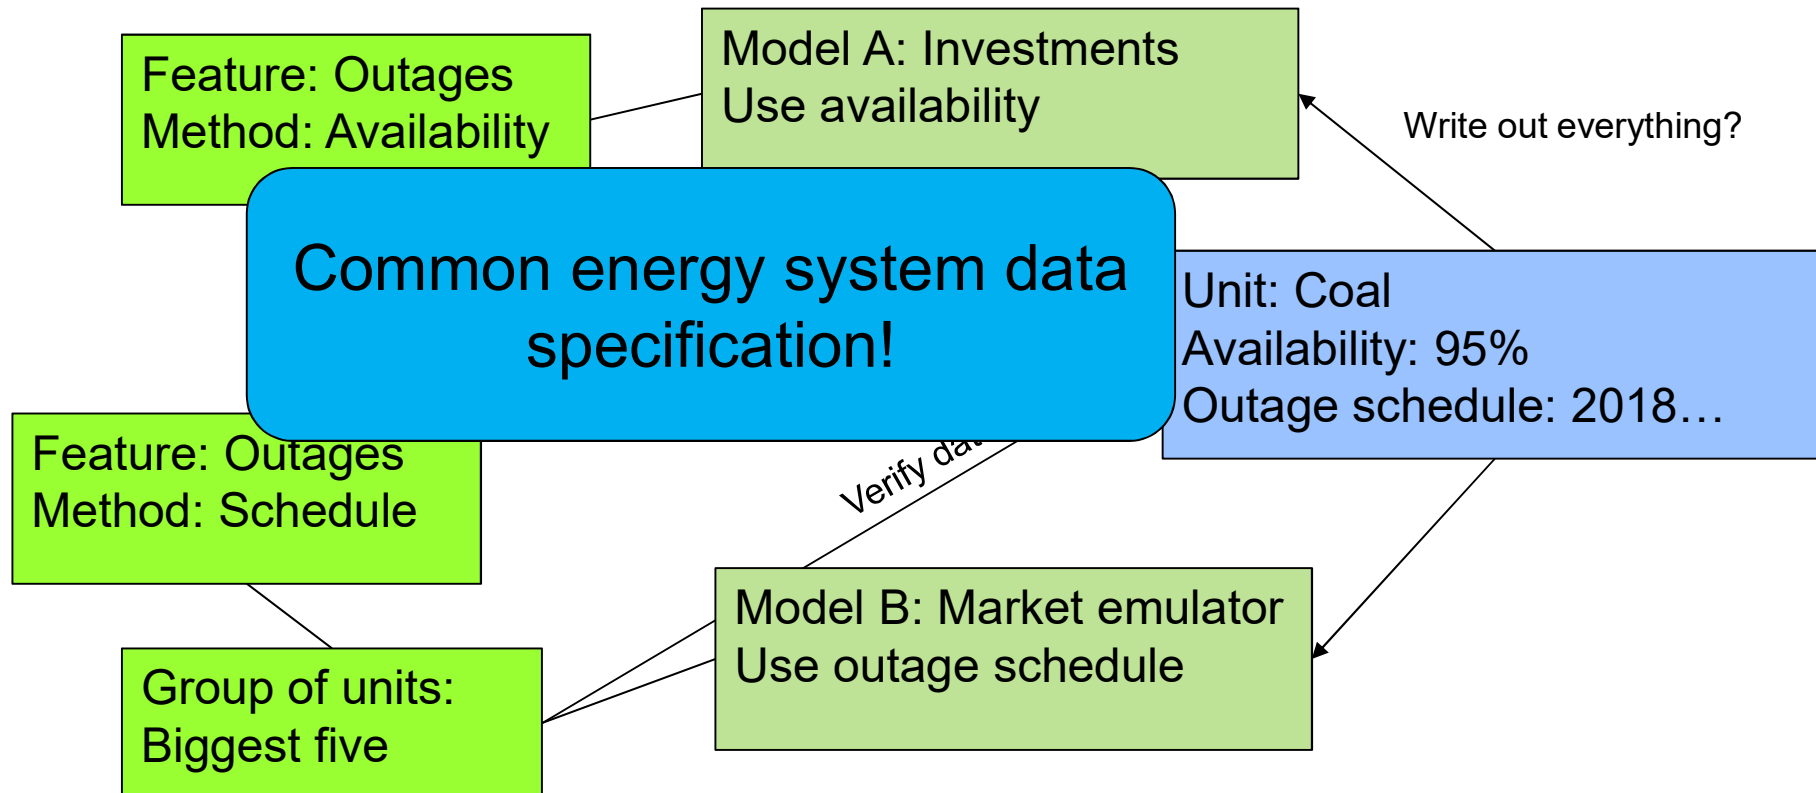 Feature: Outages
Method: Availability
Model A: Investments
Use availability
Write out everything?
Common energy system data
specification!
Unit: Coal
Availability: 95%
Outage schedule: 2018…
Feature: Outages
Method: Schedule
Verify
Model B: Market emulator
Use outage schedule
Group of units:
Biggest five